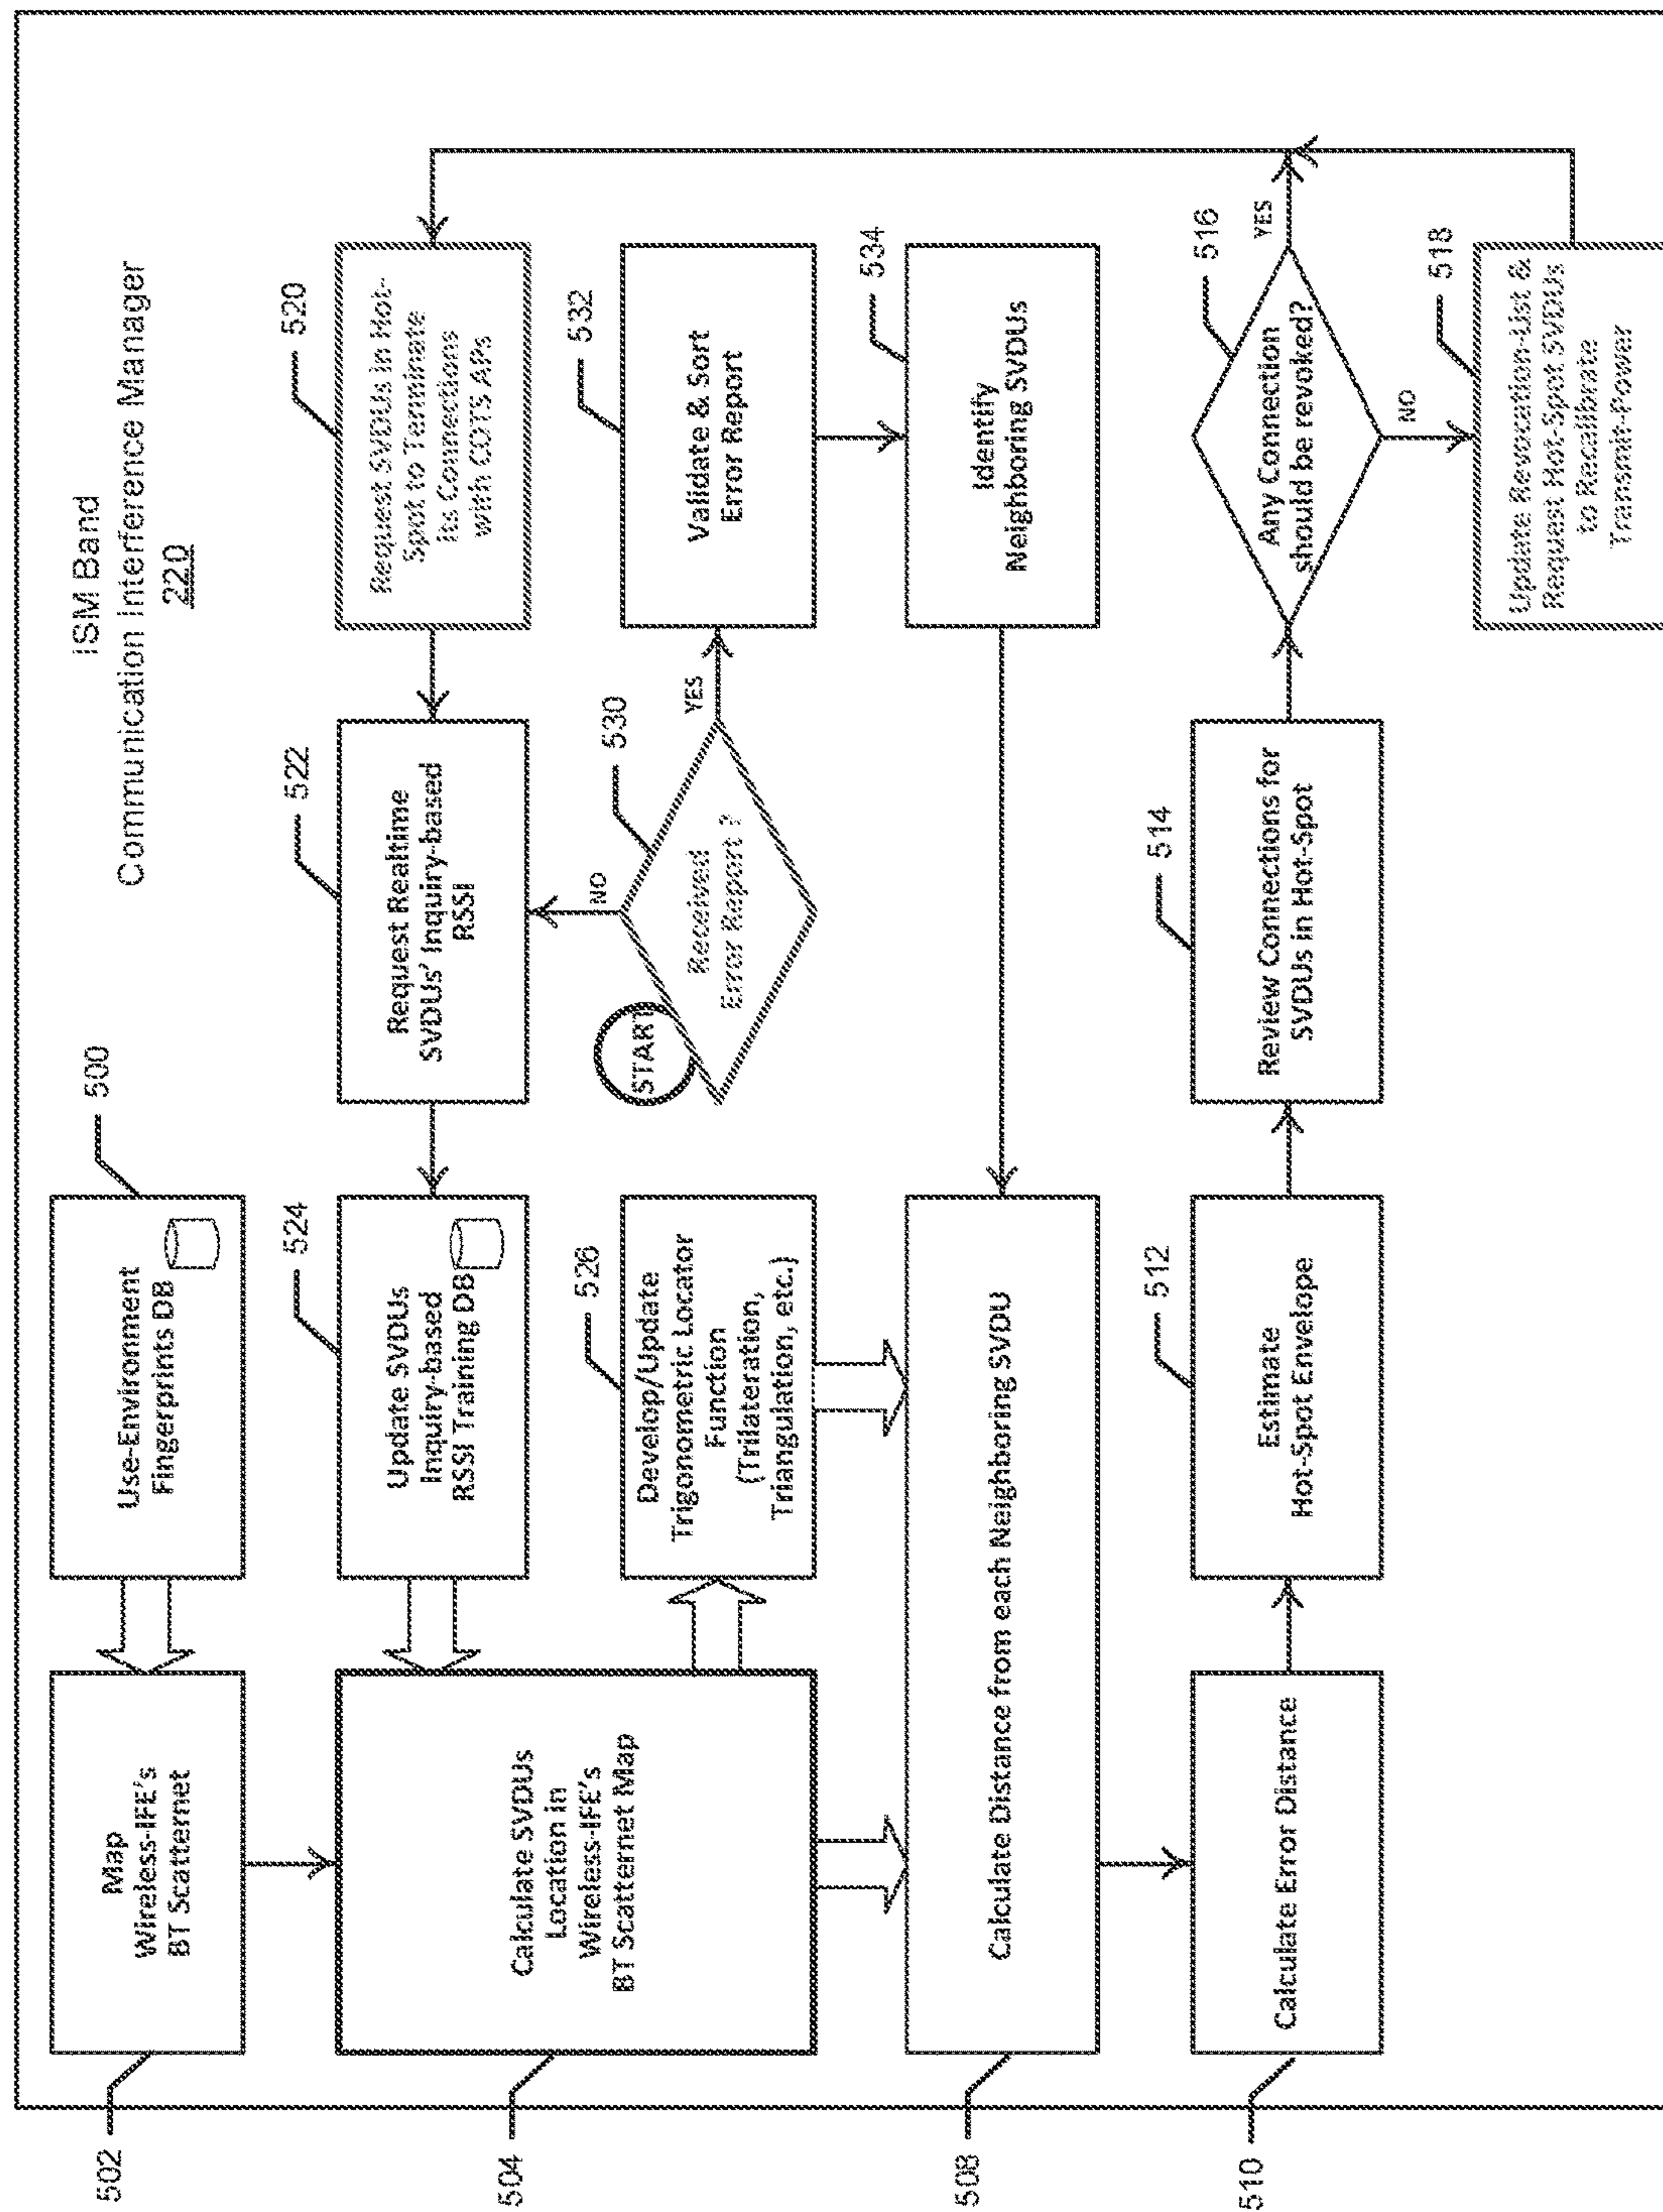 ISM Band
Communication Interference Manager
220
502
Map
Wireless-IFE's
BT Scatternet
500
Use-Environment
Fingerprints DB
504
Calculate SVDUs
Location in
Wireless-IFE's
BT Scatternet Map
524
Update SVDUs
Inquiry-based
RSSI Training DB
522
Request Realtime
SVDUs' Inquiry-based
RSSI
520
Request SVDUs in Hot-
Spot to Terminate
its Connections
with COTS APs
526
Develop/Update
Trigonometric Locator
Function
(Trilateration,
Triangulation, etc.)
START
530
Received
Error Report ?
NO
YES
532
Validate & Sort
Error Report
508
Calculate Distance from each Neighboring SVDU
534
Identify
Neighboring SVDUs
510
Calculate Error Distance
512
Estimate
Hot-Spot Envelope
514
Review Connections for
SVDUs in Hot-Spot
516
Any Connection
should be revoked?
YES
NO
518
Update Revocation-List &
Request Hot-Spot SVDUs
to Recalibrate
Transmit-Power